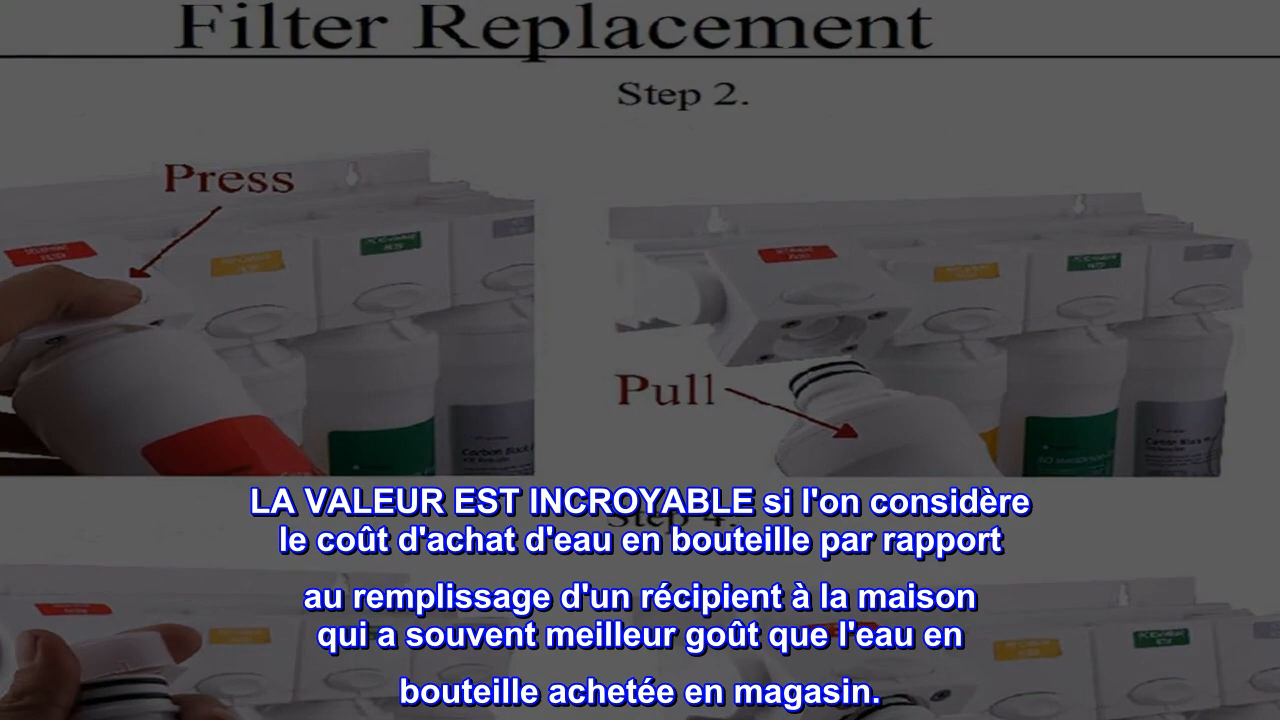 Filter Replacement
Step 2.
Press
Pull
LA VALEUR EST INCROYABLE si l'on considère
Step 4.
le coût d'achat d'eau en bouteille par rapport
au remplissage d'un récipient à la maison
qui a souvent meilleur goût que l'eau en
bouteille achetée en magasin.